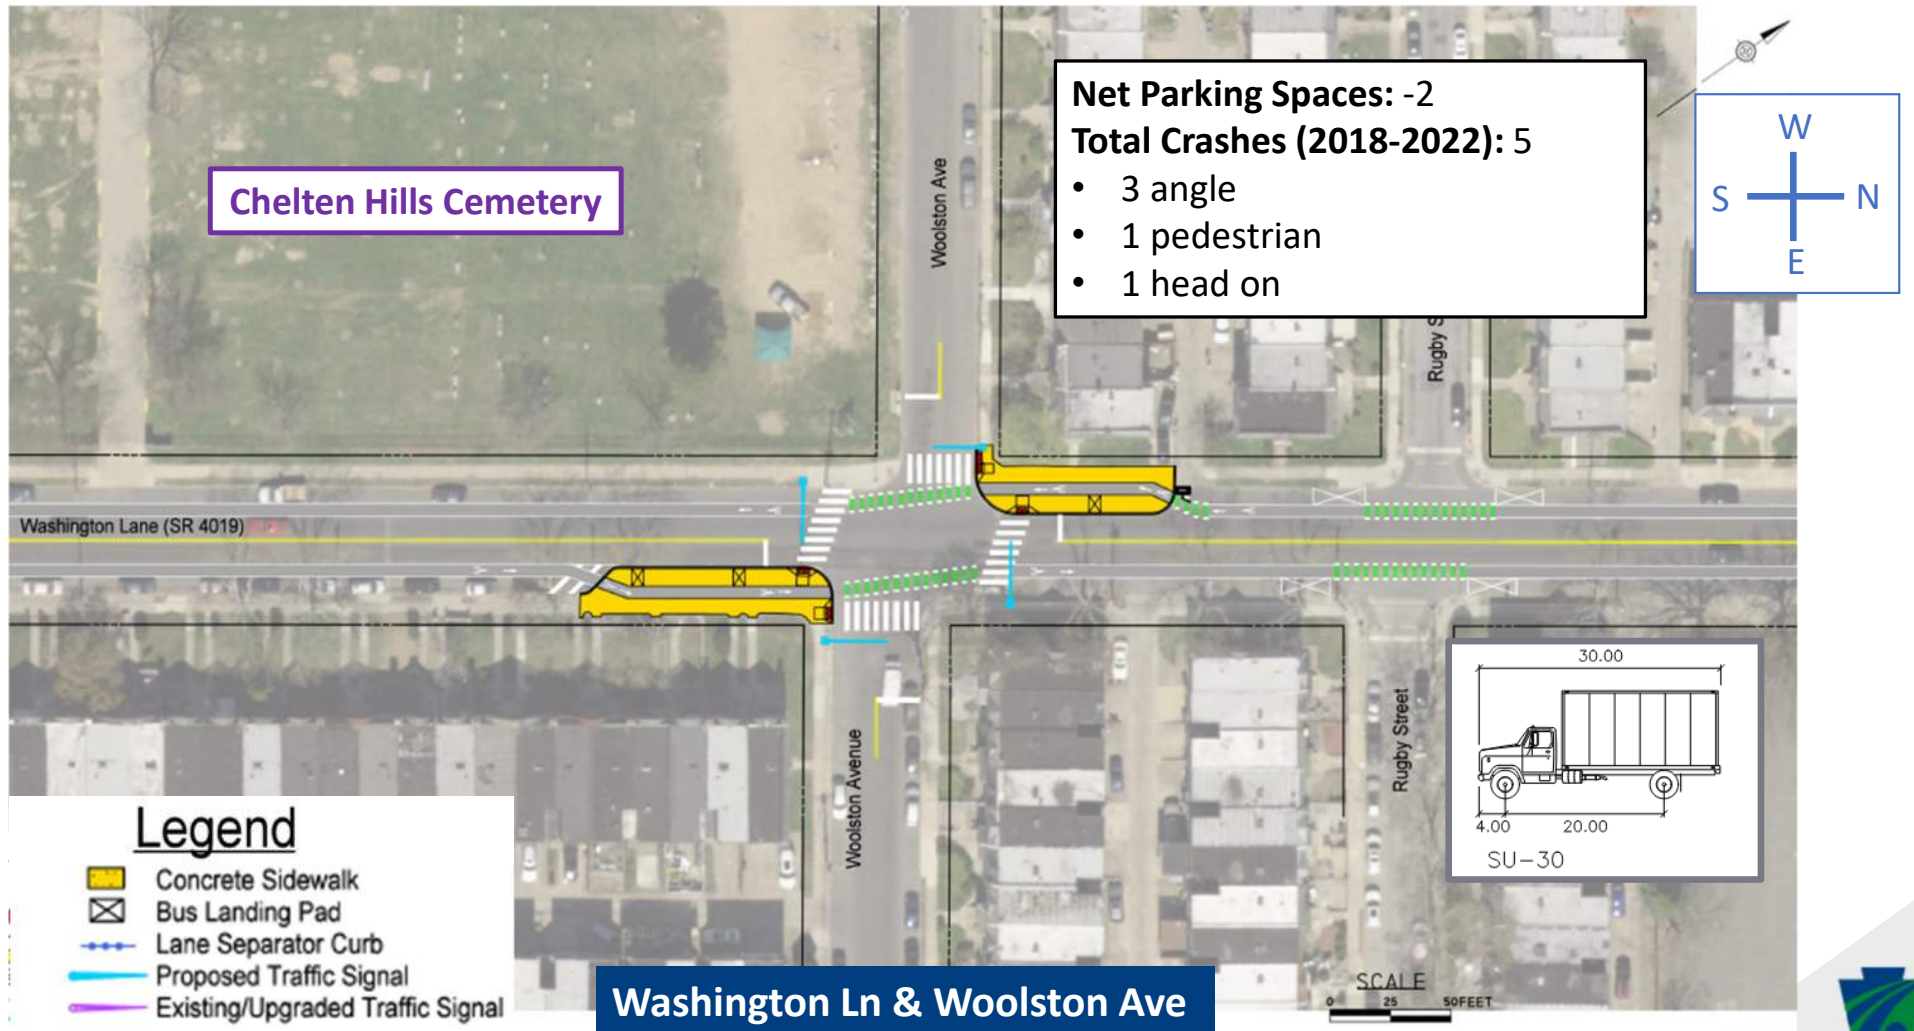 Net Parking Spaces: -2
Total Crashes (2018-2022): 5
• 3 angle
• 1 pedestrian
• 1 head on
W
S
N
E
Chelten Hills Cemetery
Woolston Ave
Rugby S
Washington Lane (SR 4019)
Woolston Avenue
Rugby Street
30.00
4.00
20.00
SU-30
Legend
Concrete Sidewalk
Bus Landing Pad
Lane Separator Curb
Proposed Traffic Signal
Existing/Upgraded Traffic Signal
Washington Ln & Woolston Ave
SCALE
0 25 50FEET